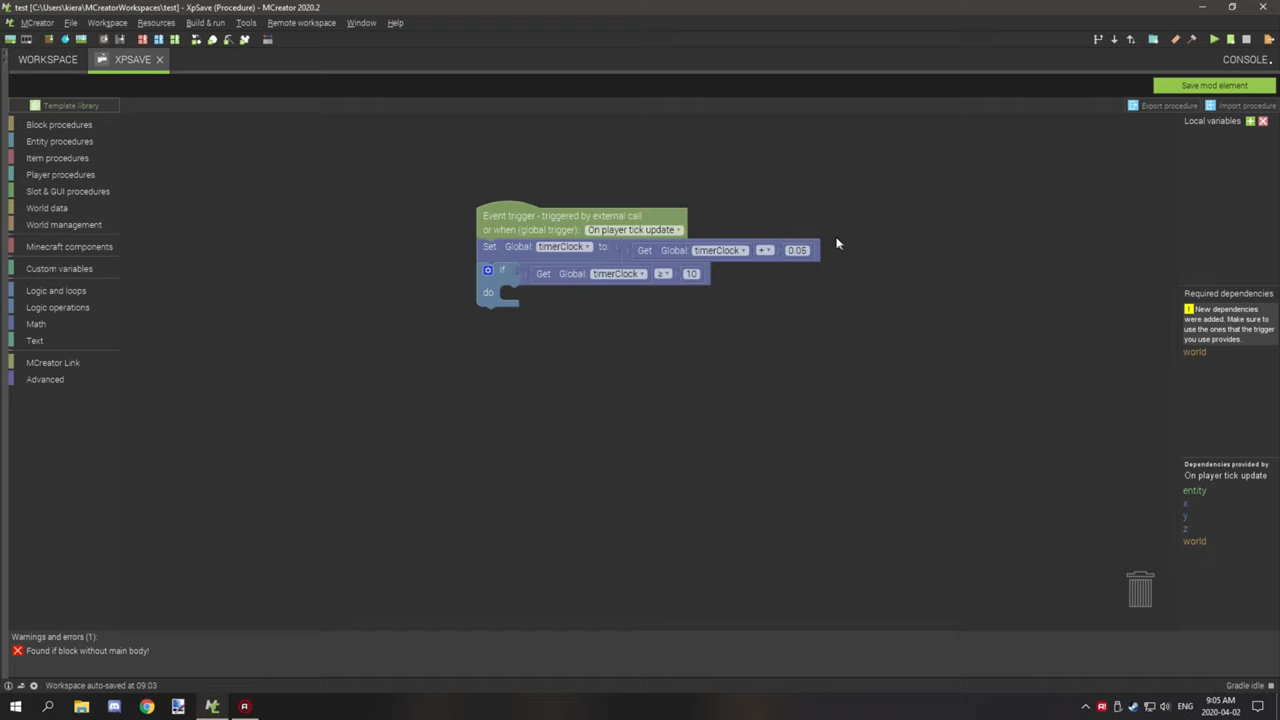 test [C:\Users\kiera\MCreatorWorkspaces\test] - XpSave (Procedure) - MCreator 2020.2
MCreator File Workspace Resources Build & run Tools Remote workspace Window Help
WORKSPACE XPSAVE CONSOLE
Save mod element
Template library
Export procedure Import procedure
Local variables
Block procedures
Entity procedures
Item procedures
Player procedures
Slot & GUI procedures
World data
World management
Minecraft components
Custom variables
Logic and loops
Logic operations
Math
Text
MCreator Link
Advanced
Event trigger - triggered by external call
or when (global trigger): On player tick update
Set Global: timerClock to: Get Global: timerClock + 0.05
if Get Global: timerClock ≥ 10
do
Required dependencies
! New dependencies
were added. Make sure to
use the ones that the trigger
you use provides.
world
Dependencies provided by
On player tick update
entity
x
y
z
world
Warnings and errors (1):
Found if block without main body!
Workspace auto-saved at 09:03
Gradle idle
ENG
9:05 AM
2020-04-02